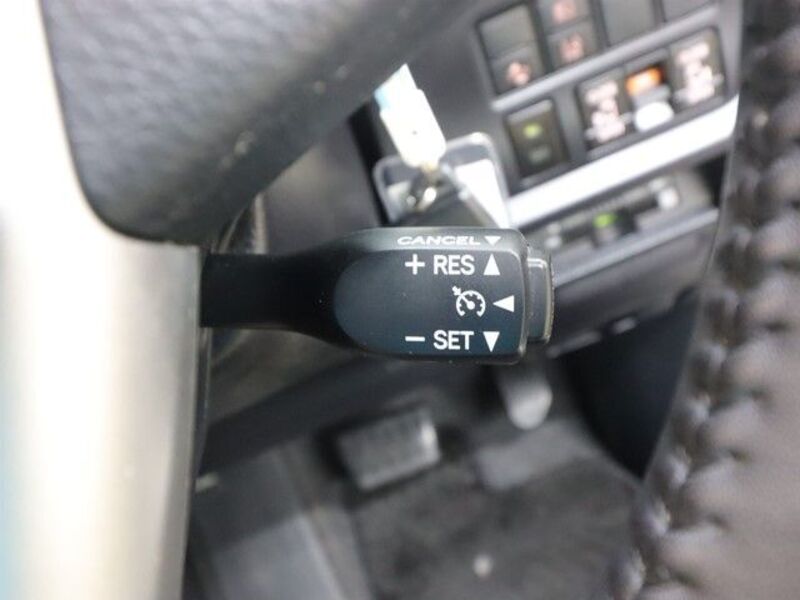 CANCEL ▼
+ RES ▲
◀
− SET ▼